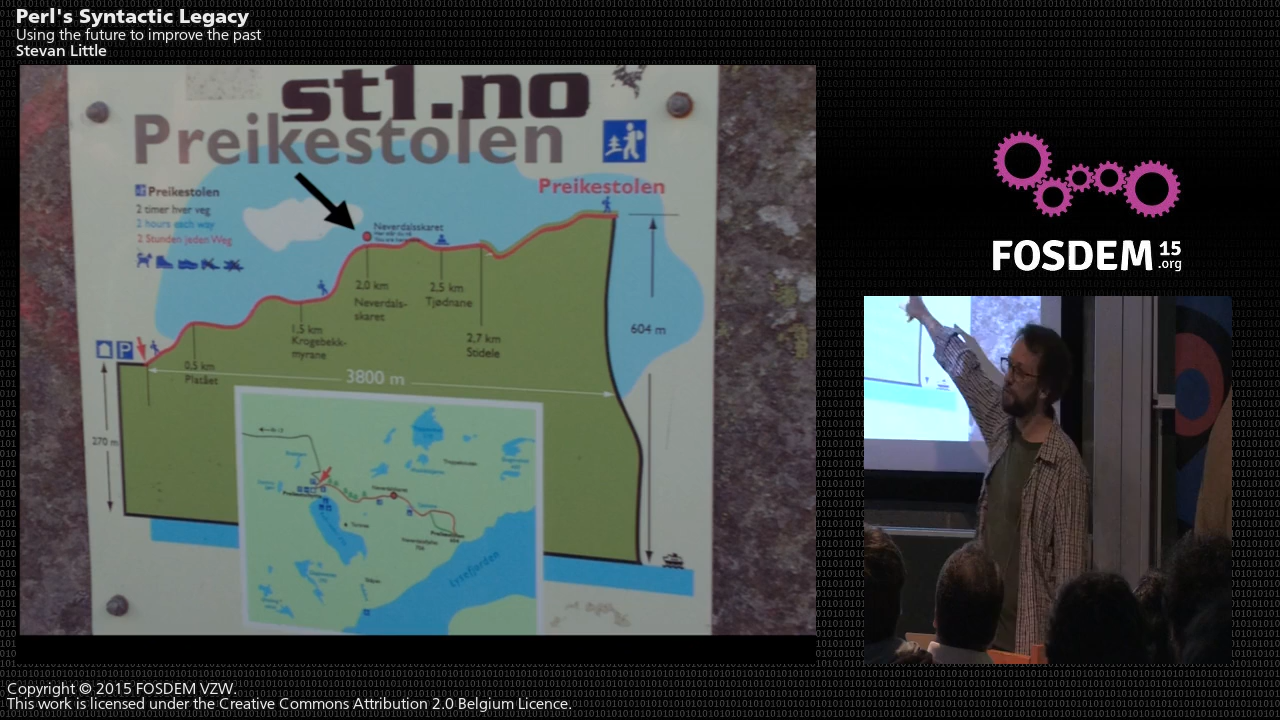 Perl's Syntactic Legacy
Using the future to improve the past
Stevan Little
st1.no
Preikestolen
Preikestolen
2 timer hver veg
2 hours each way
2 Stunden jeden Weg
Preikestolen
Neverdalsskaret
2,0 km
Neverdals-
skaret
2,5 km
Tjødnane
1,5 km
Krogebekk-
myrane
2,7 km
604 m
P
0,5 km
Platået
3800 m
270 m
Lysefjorden
FOSDEM 15
.org
Copyright © 2015 FOSDEM VZW.
This work is licensed under the Creative Commons Attribution 2.0 Belgium Licence.